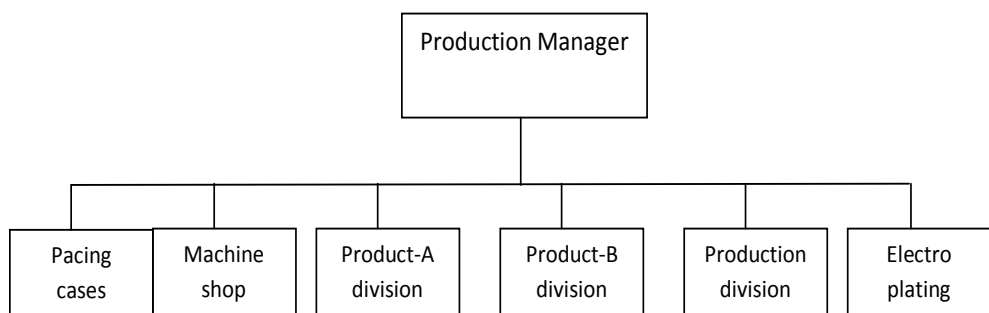 Production Manager
Pacing
cases
Machine
shop
Product-A
division
Product-B
division
Production
division
Electro
plating